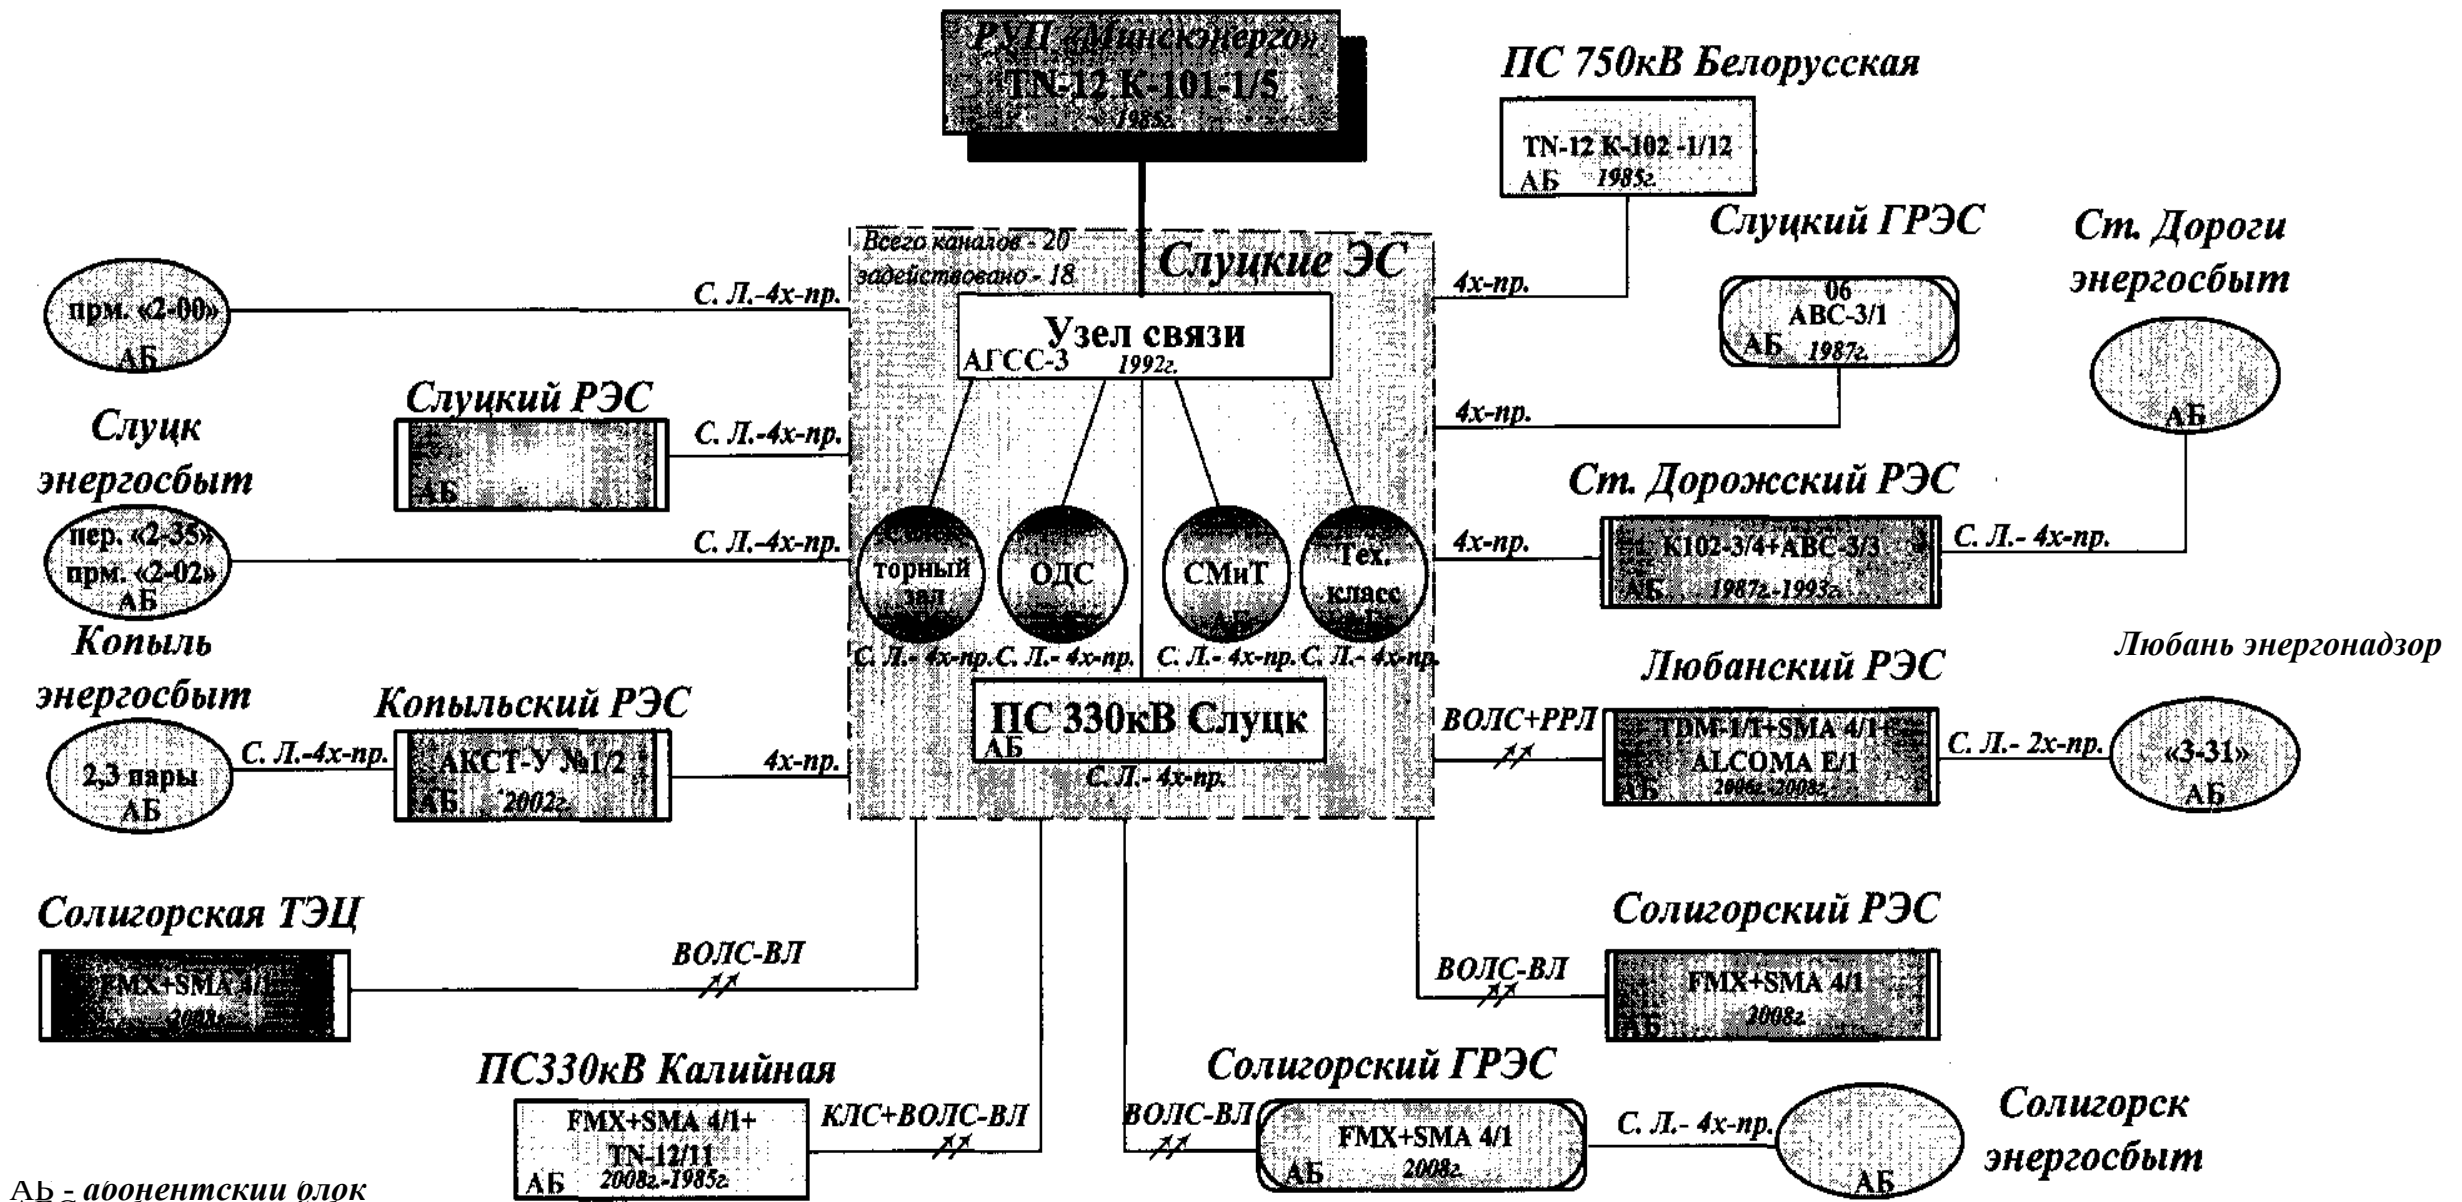 РУП «Минскэнерго»
TN-12 К-101-1/5
1985г.
ПС 750кВ Белорусская
TN-12 К-102 -1/12
АБ 1985г.
Слуцкий ГРЭС
06
АВС-3/1
АБ 1987г.
Ст. Дороги
энергосбыт
АБ
Всего каналов - 20
задействовано - 18
Слуцкие ЭС
Узел связи
АГСС-3 1992г.
прм. «2-00»
АБ
С. Л.-4х-пр.
4х-пр.
4х-пр.
Слуцкий РЭС
АБ
С. Л.-4х-пр.
Слуцк
энергосбыт
пер. «2-35»
прм. «2-02»
АБ
С. Л.-4х-пр.
торный
зал
ОДС
СМиТ
АБ
Тех.
класс
АБ
С. Л.- 4х-пр.
С. Л.- 4х-пр.
С. Л.- 4х-пр.
С. Л.- 4х-пр.
ПС 330кВ Слуцк
АБ
С. Л.- 4х-пр.
4х-пр.
Ст. Дорожский РЭС
К102-3/4+АВС-3/3
АБ 1987г.-1993г.
С. Л.- 4х-пр.
Копыль
энергосбыт
2,3 пары
АБ
С. Л.-4х-пр.
Копыльский РЭС
АКСТ-У №1/2
АБ 2002г.
4х-пр.
Любанский РЭС
ВОЛС+РРЛ
TDM-1/1+SMA 4/1+
ALCOMA E/1
АБ 2006г.-2008г.
С. Л.- 2х-пр.
Любань энергонадзор
«3-31»
АБ
Солигорская ТЭЦ
FMX+SMA 4/1
2008г.
ВОЛС-ВЛ
Солигорский РЭС
ВОЛС-ВЛ
FMX+SMA 4/1
АБ 2008г.
ПС330кВ Калийная
FMX+SMA 4/1+
TN-12/11
АБ 2008г.-1985г.
КЛС+ВОЛС-ВЛ
Солигорский ГРЭС
ВОЛС-ВЛ
FMX+SMA 4/1
АБ 2008г.
С. Л.- 4х-пр.
АБ
Солигорск
энергосбыт
АБ - абонентский блок